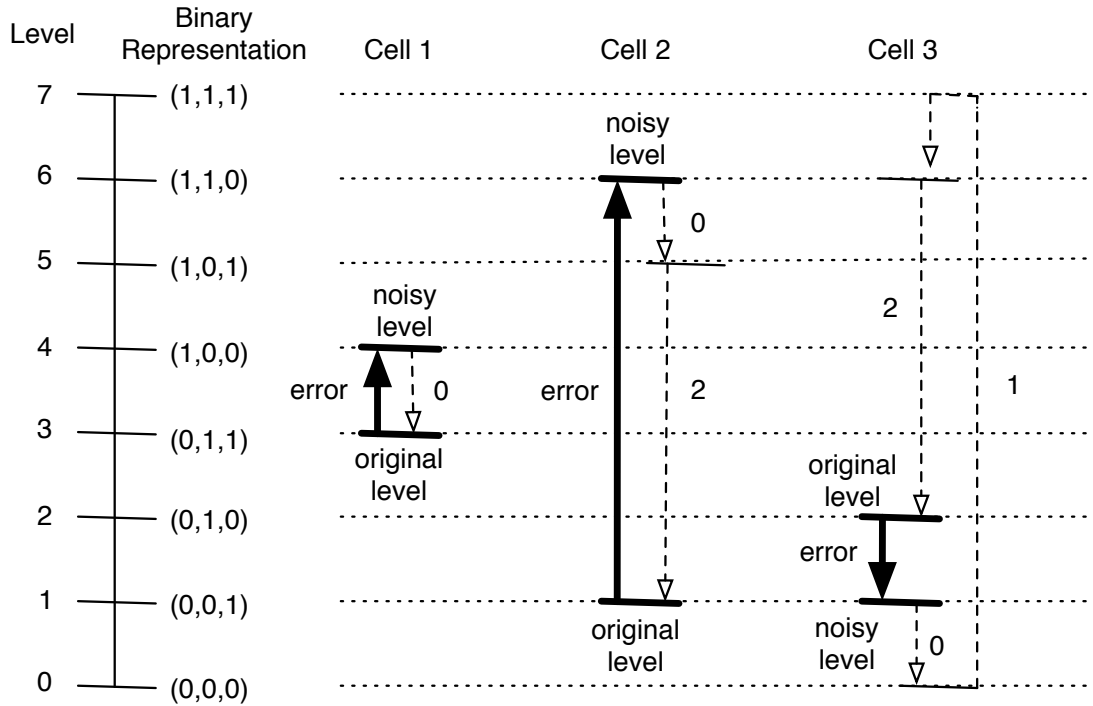 Level
Binary
Representation
Cell 1
Cell 2
Cell 3
7
(1,1,1)
noisy
level
6
(1,1,0)
0
5
(1,0,1)
noisy
level
2
4
(1,0,0)
error
0
error
2
1
3
(0,1,1)
original
level
original
level
2
(0,1,0)
error
1
(0,0,1)
original
level
noisy
level
0
0
(0,0,0)